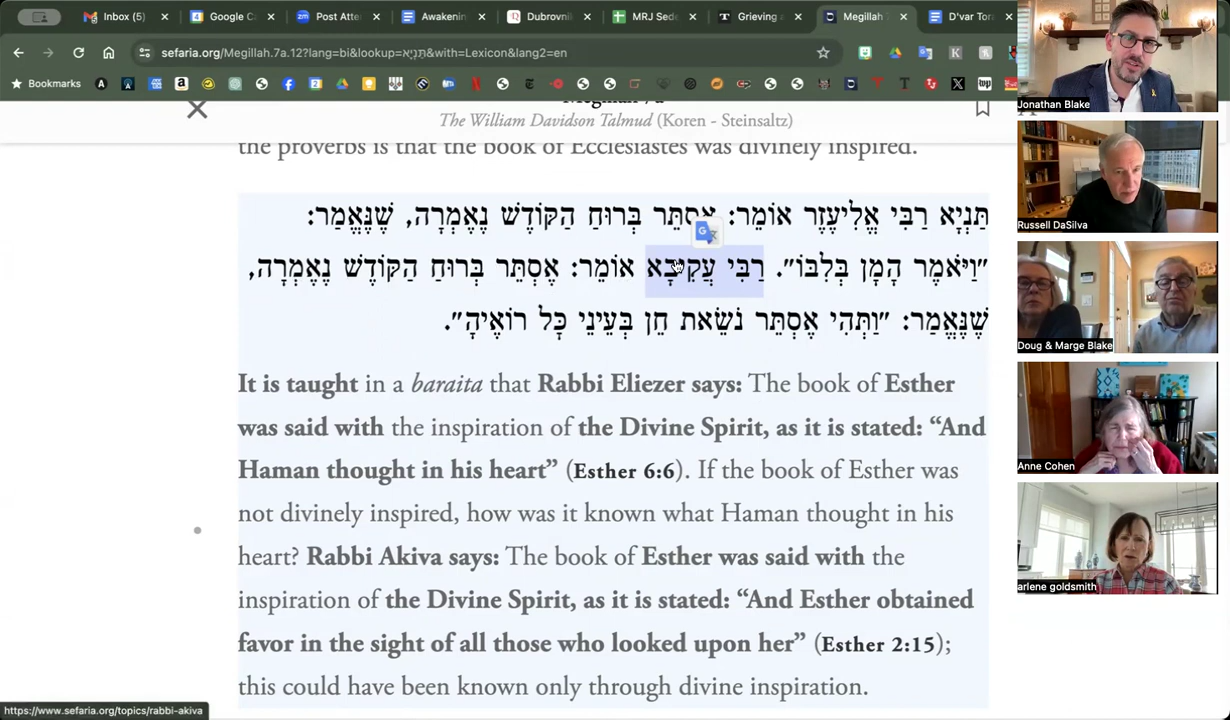 Inbox (5)
Google C
Post Atte
Awakenin
Dubrovni
MRJ Sede
Grieving a
Megillah 7
D'var Tora
sefaria.org/Megillah.7a.12?lang=bi&lookup=תַּנְיָא&with=Lexicon&lang2=en
Bookmarks
The William Davidson Talmud (Koren - Steinsaltz)
the proverbs is that the book of Ecclesiastes was divinely inspired.
תַּנְיָא רַבִּי אֱלִיעֶזֶר אוֹמֵר: אֶסְתֵּר בְּרוּחַ הַקּוֹדֶשׁ נֶאֶמְרָה, שֶׁנֶּאֱמַר:
״וַיֹּאמֶר הָמָן בְּלִבּוֹ״. רַבִּי עֲקִיבָא אוֹמֵר: אֶסְתֵּר בְּרוּחַ הַקּוֹדֶשׁ נֶאֶמְרָה,
שֶׁנֶּאֱמַר: ״וַתְּהִי אֶסְתֵּר נֹשֵׂאת חֵן בְּעֵינֵי כׇּל רוֹאֶיהָ״.
It is taught in a baraita that Rabbi Eliezer says: The book of Esther
was said with the inspiration of the Divine Spirit, as it is stated: “And
Haman thought in his heart” (Esther 6:6). If the book of Esther was
not divinely inspired, how was it known what Haman thought in his
heart? Rabbi Akiva says: The book of Esther was said with the
inspiration of the Divine Spirit, as it is stated: “And Esther obtained
favor in the sight of all those who looked upon her” (Esther 2:15);
this could have been known only through divine inspiration.
https://www.sefaria.org/topics/rabbi-akiva
Jonathan Blake
Russell DaSilva
Doug & Marge Blake
Anne Cohen
arlene goldsmith